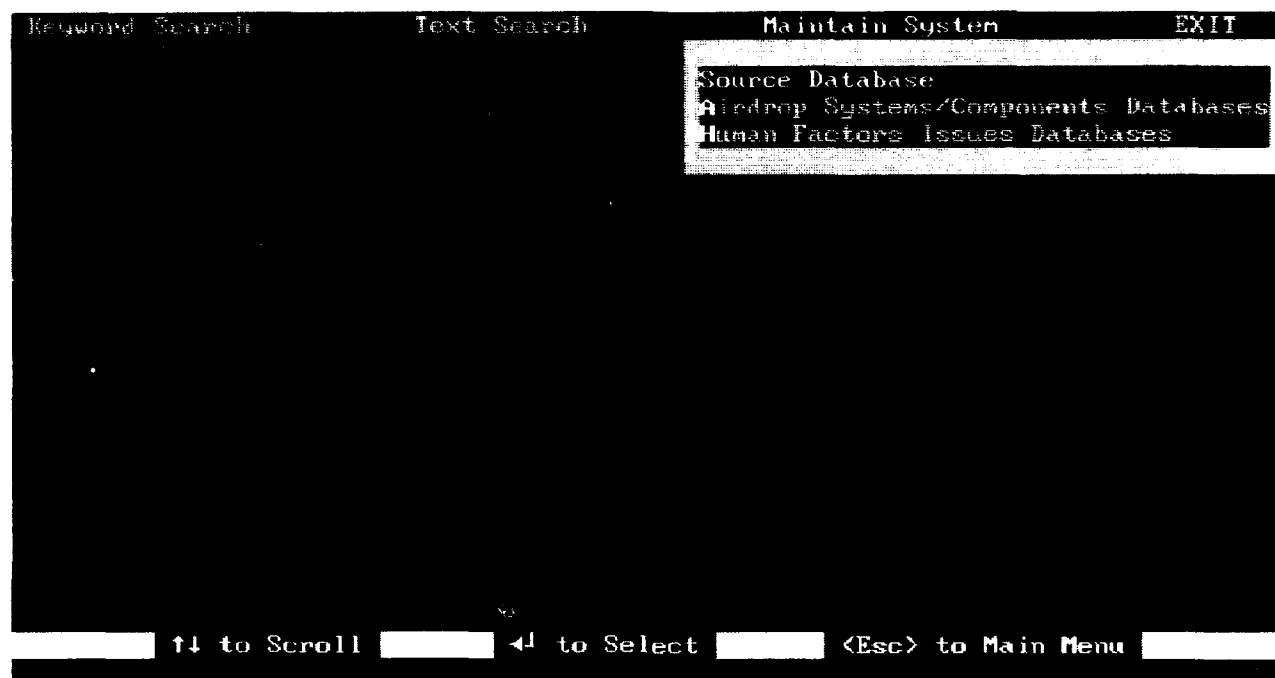 Keyword Search Text Search Maintain System EXIT
Source Database
Airdrop Systems/Components Databases
Human Factors Issues Databases
↑↓ to Scroll ◄┘ to Select <Esc> to Main Menu